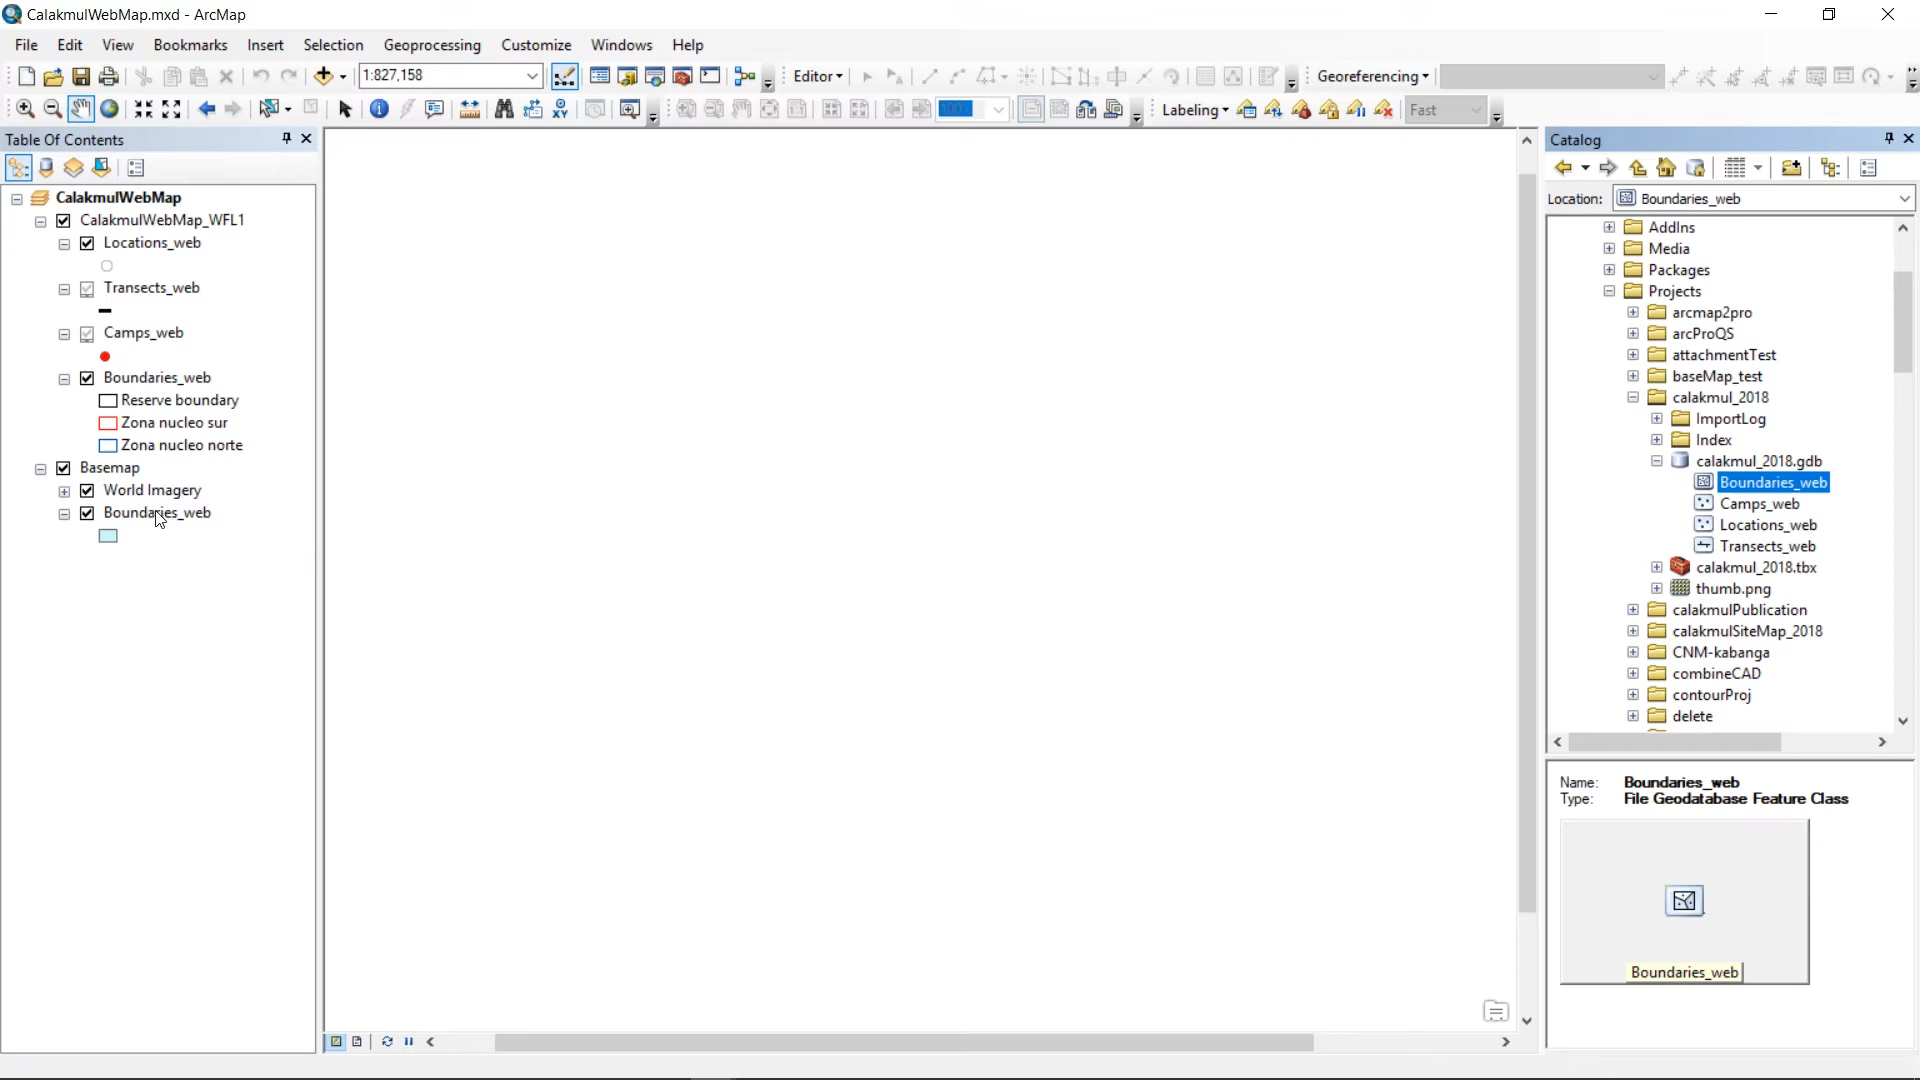 CalakmulWebMap.mxd - ArcMap
File Edit View Bookmarks Insert Selection Geoprocessing Customize Windows Help
1:827,158 Editor Georeferencing
Labeling Fast
Table Of Contents
CalakmulWebMap
CalakmulWebMap_WFL1
Locations_web
Transects_web
Camps_web
Boundaries_web
Reserve boundary
Zona nucleo sur
Zona nucleo norte
Basemap
World Imagery
Boundaries_web
Catalog
Location: Boundaries_web
AddIns
Media
Packages
Projects
arcmap2pro
arcProQS
attachmentTest
baseMap_test
calakmul_2018
ImportLog
Index
calakmul_2018.gdb
Boundaries_web
Camps_web
Locations_web
Transects_web
calakmul_2018.tbx
thumb.png
calakmulPublication
calakmulSiteMap_2018
CNM-kabanga
combineCAD
contourProj
delete
Name: Boundaries_web
Type: File Geodatabase Feature Class
Boundaries_web